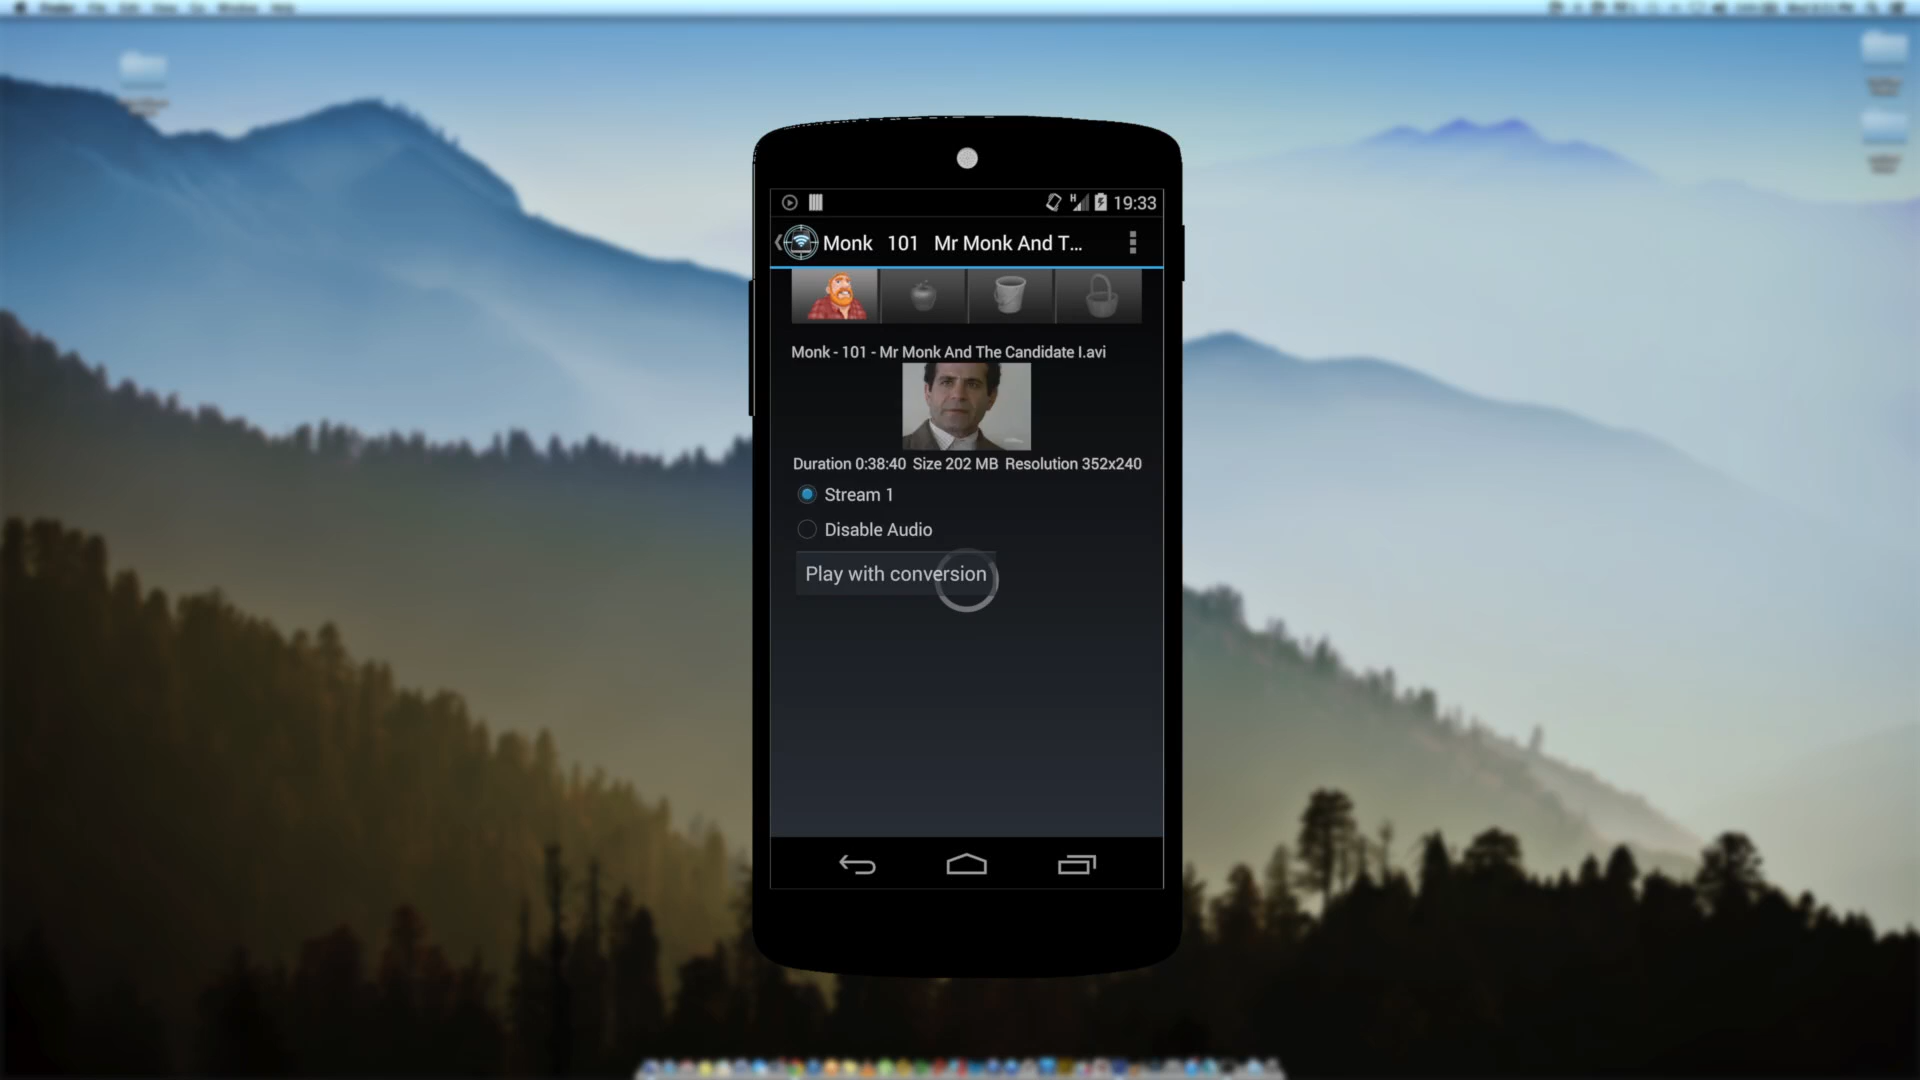 19:33
Monk 101 Mr Monk And T...
Monk - 101 - Mr Monk And The Candidate I.avi
Duration 0:38:40 Size 202 MB Resolution 352x240
Stream 1
Disable Audio
Play with conversion